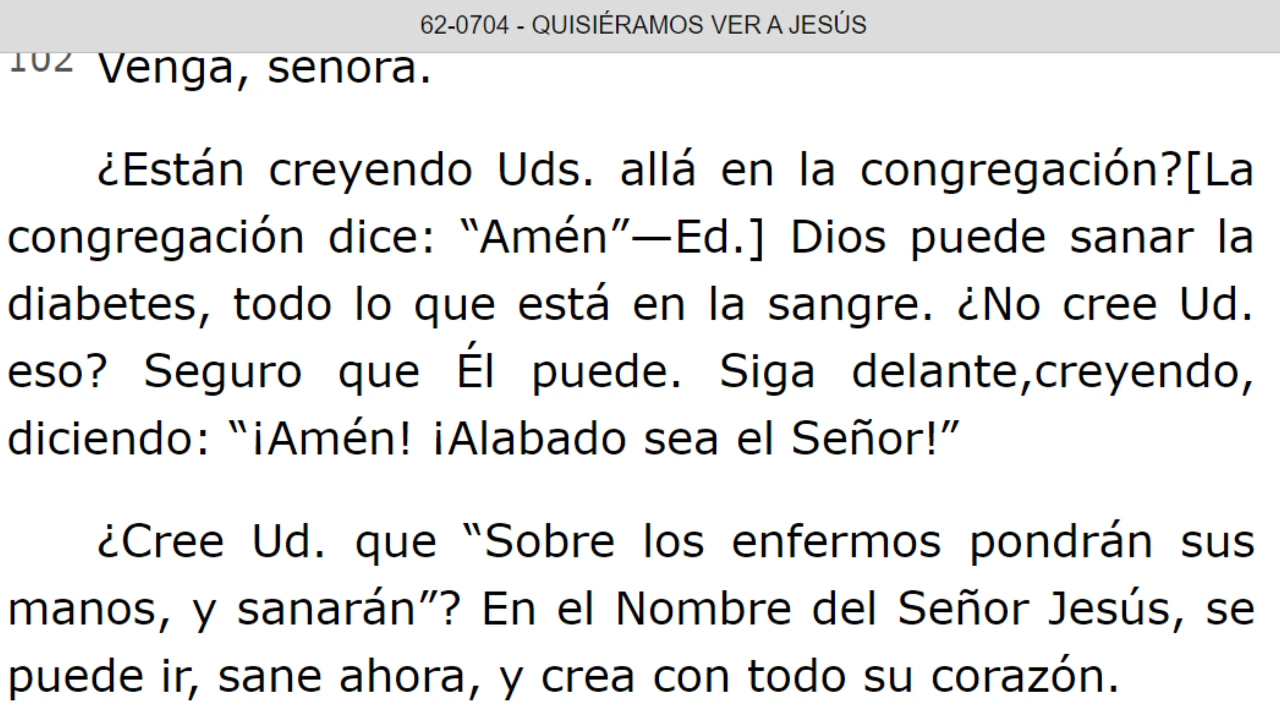 62-0704 - QUISIÉRAMOS VER A JESÚS
102 Venga, señora.
¿Están creyendo Uds. allá en la congregación?[La
congregación dice: “Amén”—Ed.] Dios puede sanar la
diabetes, todo lo que está en la sangre. ¿No cree Ud.
eso? Seguro que Él puede. Siga delante,creyendo,
diciendo: “¡Amén! ¡Alabado sea el Señor!”
¿Cree Ud. que “Sobre los enfermos pondrán sus
manos, y sanarán”? En el Nombre del Señor Jesús, se
puede ir, sane ahora, y crea con todo su corazón.